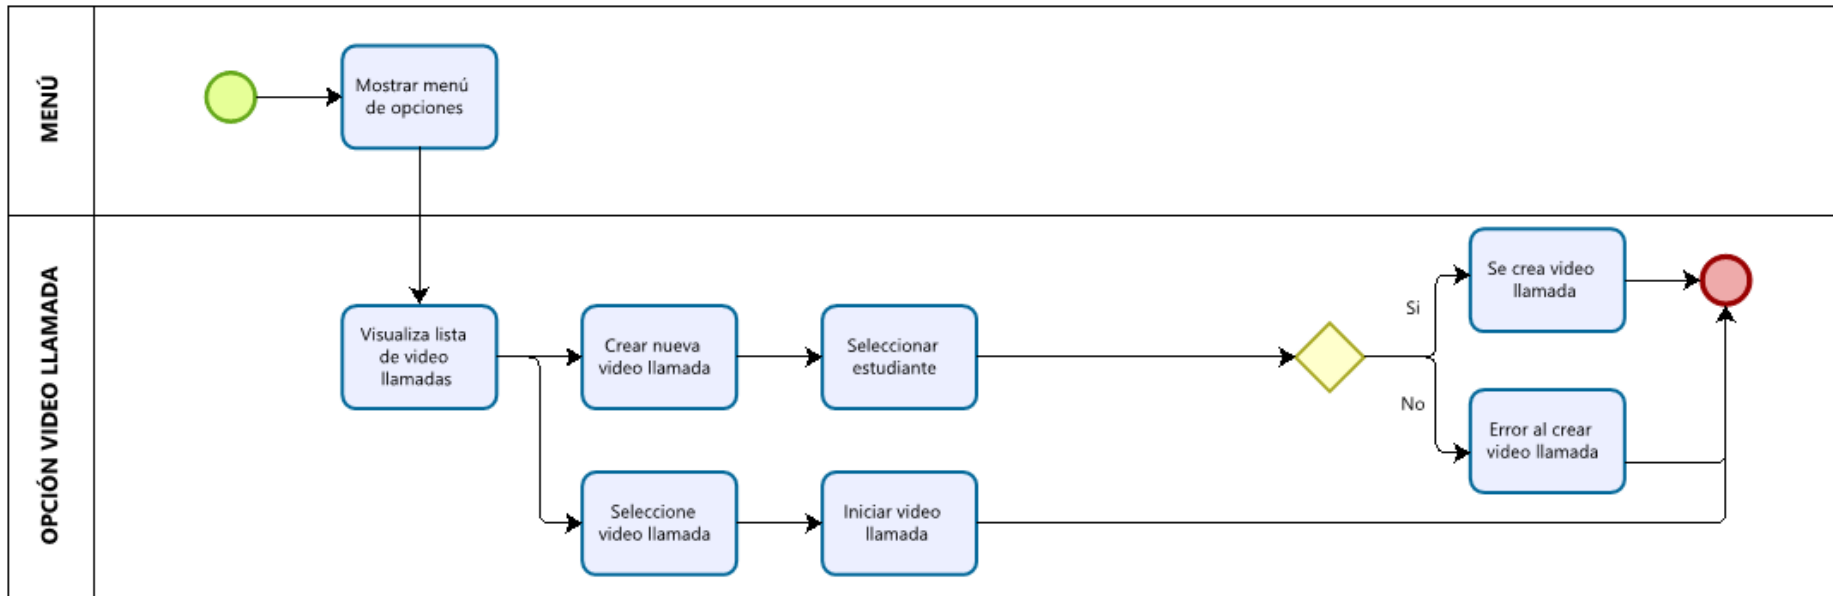 MENÚ
Mostrar menú
de opciones
OPCIÓN VIDEO LLAMADA
Visualiza lista
de video
llamadas
Crear nueva
video llamada
Seleccionar
estudiante
Si
No
Se crea video
llamada
Error al crear
video llamada
Seleccione
video llamada
Iniciar video
llamada